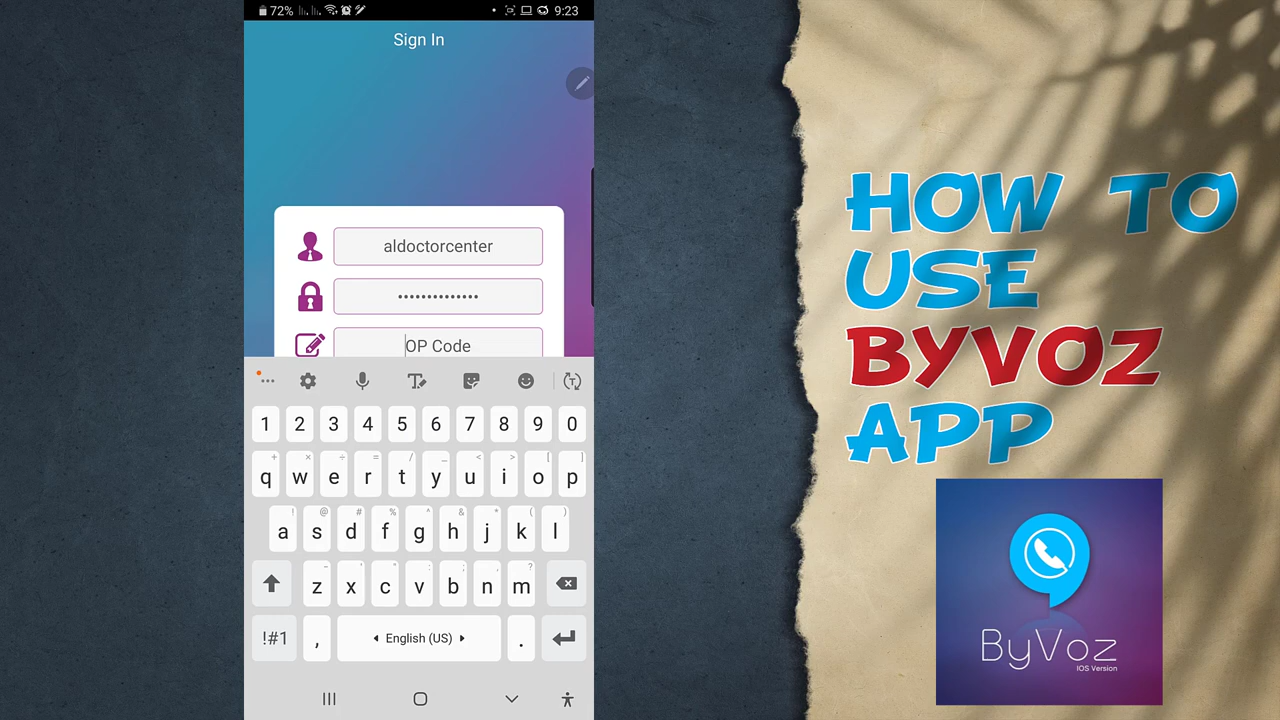 72%
9:23
Sign In
aldoctorcenter
••••••••••••••
OP Code
1 2 3 4 5 6 7 8 9 0
+ × ÷ = / _ < > [ ]
q w e r t y u i o p
! @ # % ^ & * ( )
a s d f g h j k l
- ' " : ; , ?
z x c v b n m
!#1 , English (US) .
HOW TO
USE
BYVOZ
APP
ByVoz
IOS Version